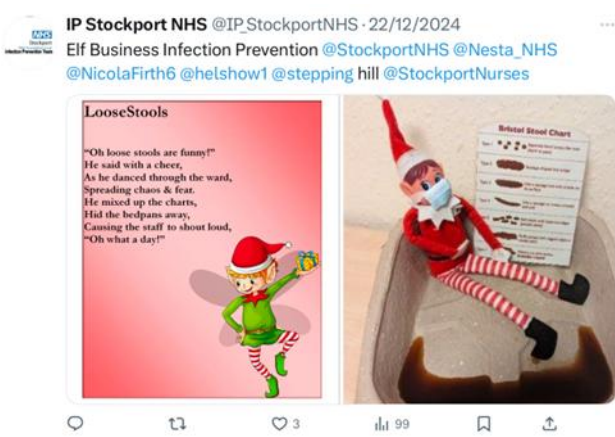 NHS
Stockport
IP Stockport NHS @IP_StockportNHS · 22/12/2024
Elf Business Infection Prevention @StockportNHS @Nesta_NHS
@NicolaFirth6 @helshow1 @stepping hill @StockportNurses
LooseStools
“Oh loose stools are funny!”
He said with a cheer,
As he danced through the ward,
Spreading chaos & fear.
He mixed up the charts,
Hid the bedpans away,
Causing the staff to shout loud,
“Oh what a day!”
Bristol Stool Chart
3
99